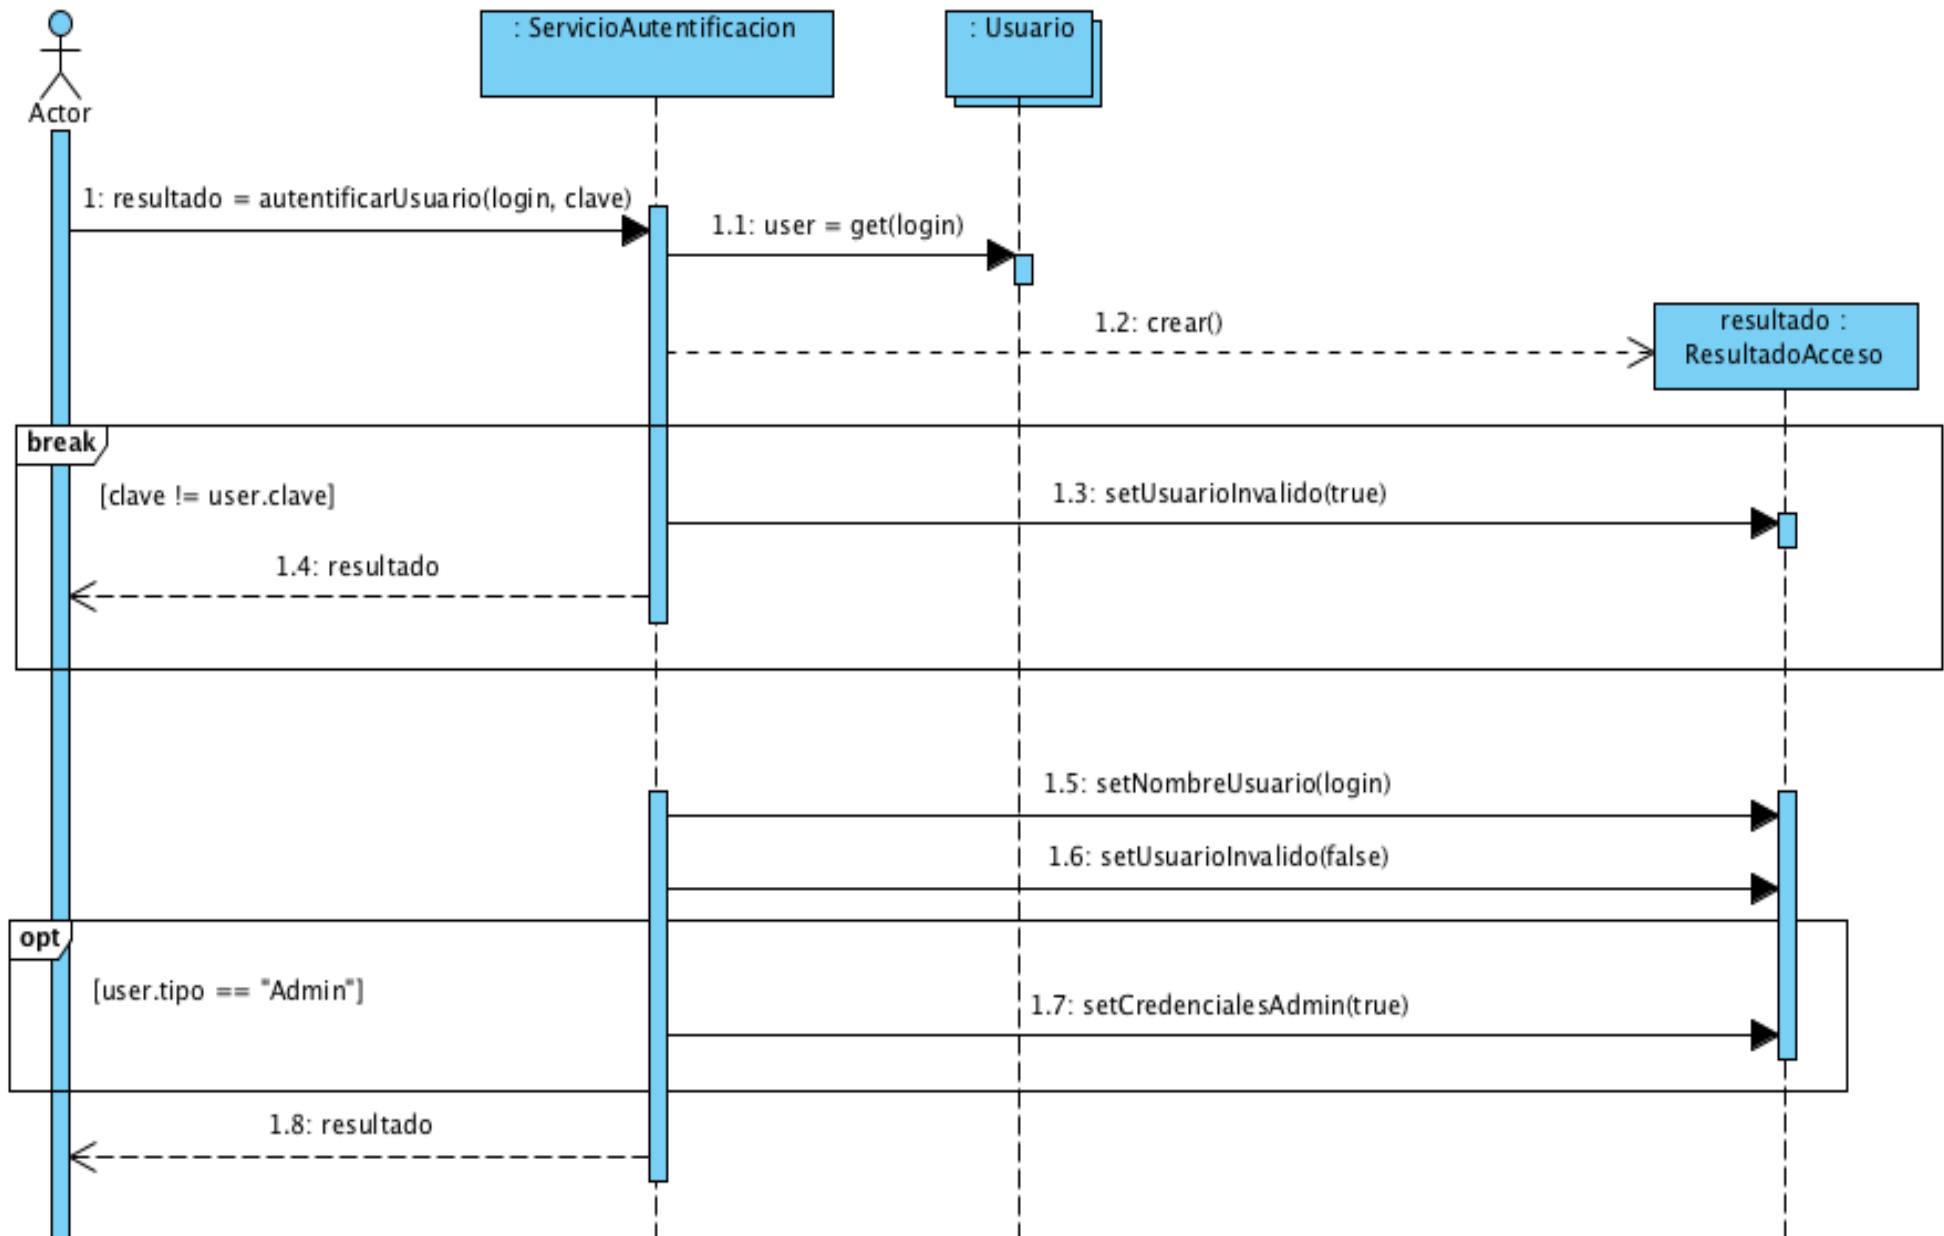 : ServicioAutentificacion
: Usuario
Actor
1: resultado = autentificarUsuario(login, clave)
1.1: user = get(login)
1.2: crear()
resultado :
ResultadoAcceso
break
[clave != user.clave]
1.3: setUsuarioInvalido(true)
1.4: resultado
1.5: setNombreUsuario(login)
1.6: setUsuarioInvalido(false)
opt
[user.tipo == "Admin"]
1.7: setCredencialesAdmin(true)
1.8: resultado